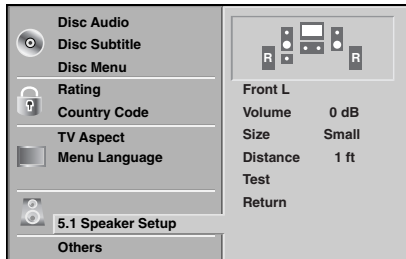 Disc Audio
Disc Subtitle
Disc Menu
Rating
Country Code
TV Aspect
Menu Language
5.1 Speaker Setup
Others
R R
Front L
Volume 0 dB
Size Small
Distance 1 ft
Test
Return